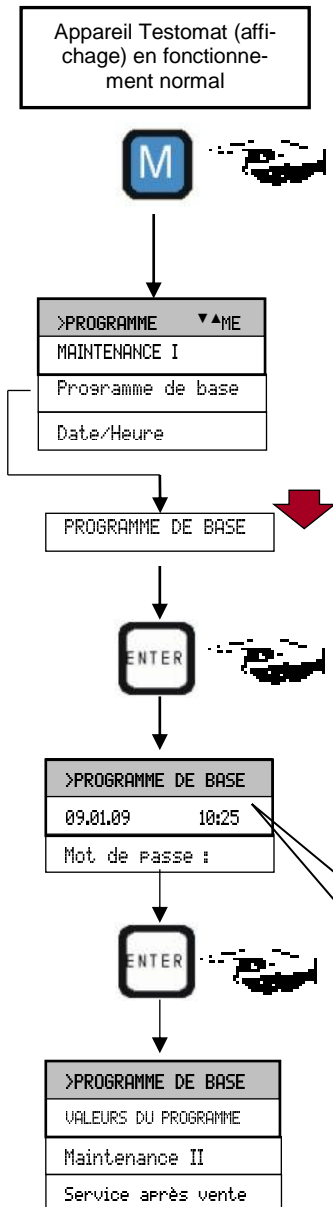 Appareil Testomat (affi-
chage) en fonctionne-
ment normal
M
>PROGRAMME ▼▲ME
MAINTENANCE I
Programme de base
Date/Heure
PROGRAMME DE BASE
ENTER
>PROGRAMME DE BASE
09.01.09 10:25
Mot de passe :
ENTER
>PROGRAMME DE BASE
VALEURS DU PROGRAMME
Maintenance II
Service après vente